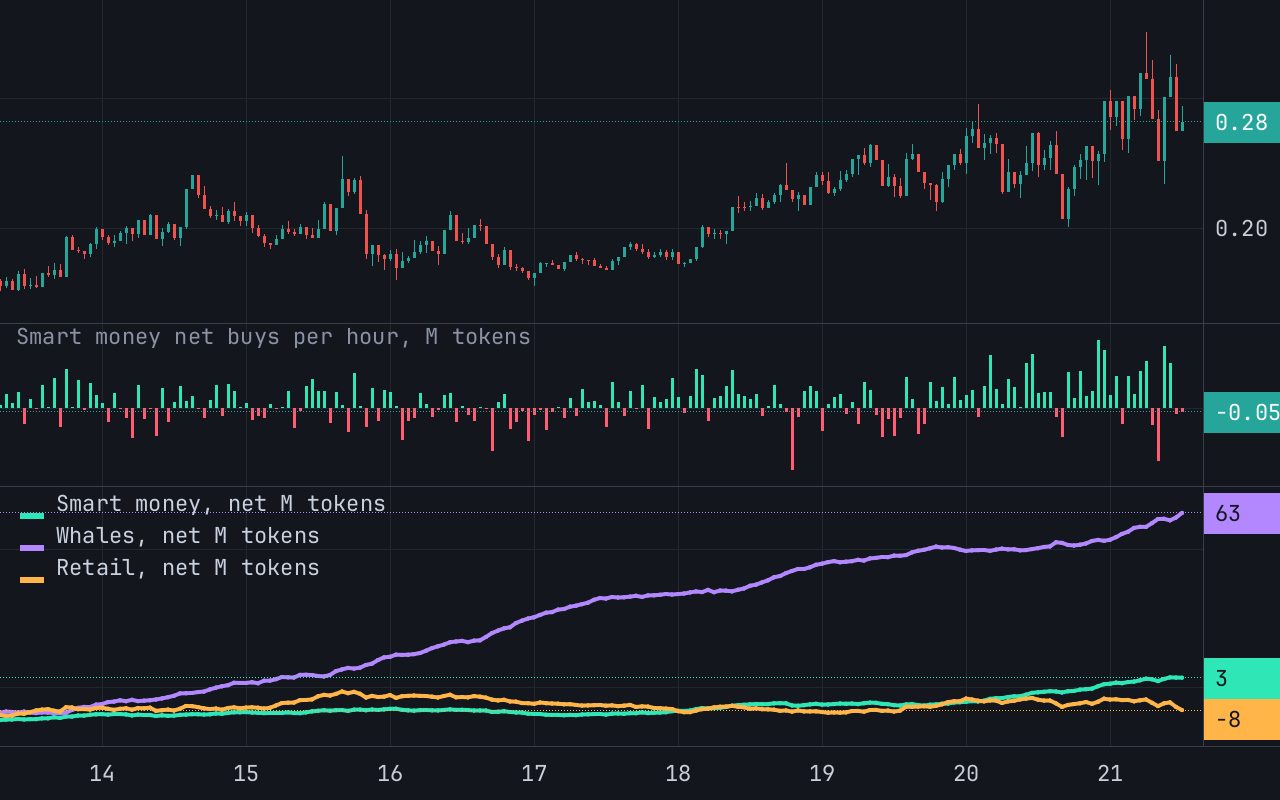 0.28
0.20
Smart money net buys per hour, M tokens
-0.05
Smart money, net M tokens
Whales, net M tokens
Retail, net M tokens
63
3
-8
14 15 16 17 18 19 20 21